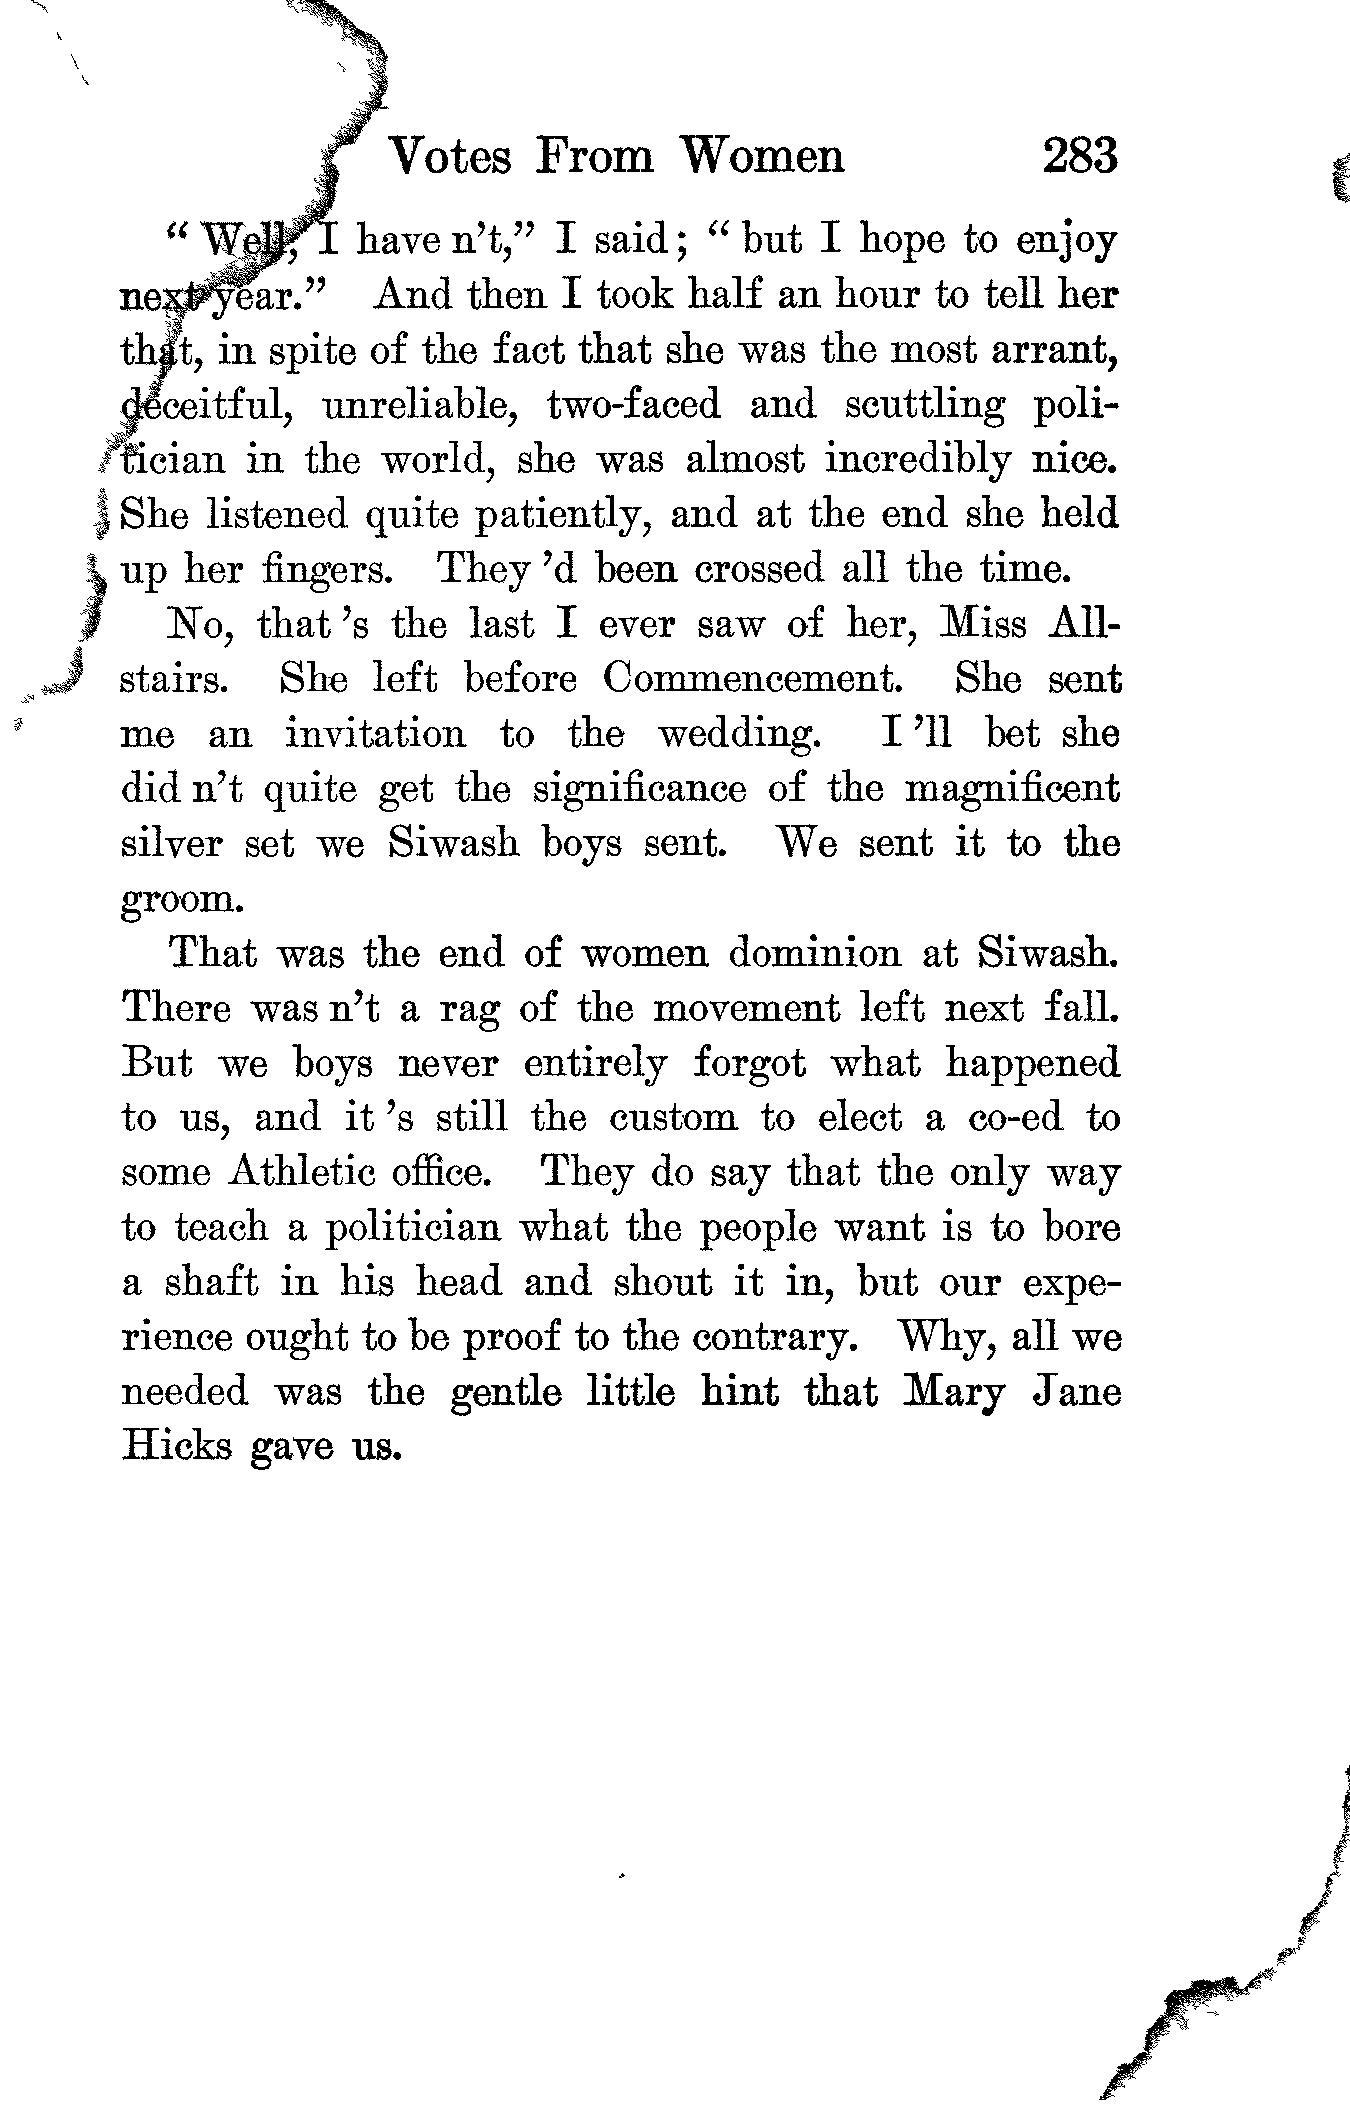 Votes From Women 283
“ Well, I have n’t,” I said; “ but I hope to enjoy
next year.” And then I took half an hour to tell her
that, in spite of the fact that she was the most arrant,
deceitful, unreliable, two-faced and scuttling poli-
tician in the world, she was almost incredibly nice.
She listened quite patiently, and at the end she held
up her fingers. They ’d been crossed all the time.
No, that ’s the last I ever saw of her, Miss All-
stairs. She left before Commencement. She sent
me an invitation to the wedding. I ’ll bet she
did n’t quite get the significance of the magnificent
silver set we Siwash boys sent. We sent it to the
groom.
That was the end of women dominion at Siwash.
There was n’t a rag of the movement left next fall.
But we boys never entirely forgot what happened
to us, and it ’s still the custom to elect a co-ed to
some Athletic office. They do say that the only way
to teach a politician what the people want is to bore
a shaft in his head and shout it in, but our expe-
rience ought to be proof to the contrary. Why, all we
needed was the gentle little hint that Mary Jane
Hicks gave us.